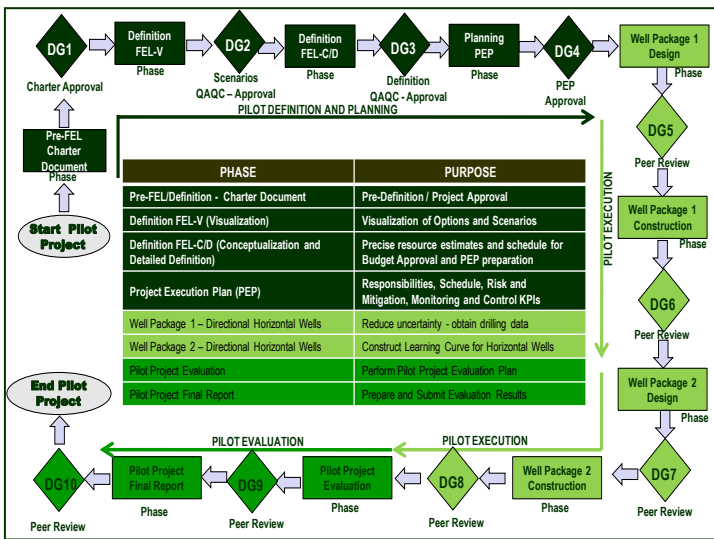 DG1
Definition
FEL-V
DG2
Definition
FEL-C/D
DG3
Planning
PEP
DG4
Well Package 1
Design
Charter Approval
Phase
Scenarios
QAQC – Approval
Phase
Definition
QAQC - Approval
Phase
PEP
Approval
Phase
PILOT DEFINITION AND PLANNING
Pre-FEL
Charter
Document
Phase
Start Pilot
Project
DG5
Peer Review
Well Package 1
Construction
Phase
DG6
Peer Review
Well Package 2
Design
Phase
PILOT EXECUTION
PHASE PURPOSE
Pre-FEL/Definition - Charter Document Pre-Definition / Project Approval
Definition FEL-V (Visualization) Visualization of Options and Scenarios
Definition FEL-C/D (Conceptualization and
Detailed Definition)
Precise resource estimates and schedule for
Budget Approval and PEP preparation
Project Execution Plan (PEP)
Responsibilities, Schedule, Risk and
Mitigation, Monitoring and Control KPIs
Well Package 1 – Directional Horizontal Wells Reduce uncertainty - obtain drilling data
Well Package 2 – Directional Horizontal Wells Construct Learning Curve for Horizontal Wells
Pilot Project Evaluation Perform Pilot Project Evaluation Plan
Pilot Project Final Report Prepare and Submit Evaluation Results
End Pilot
Project
PILOT EVALUATION
PILOT EXECUTION
DG10
Pilot Project
Final Report
DG9
Pilot Project
Evaluation
DG8
Well Package 2
Construction
DG7
Peer Review
Phase
Peer Review
Phase
Peer Review
Phase
Peer Review